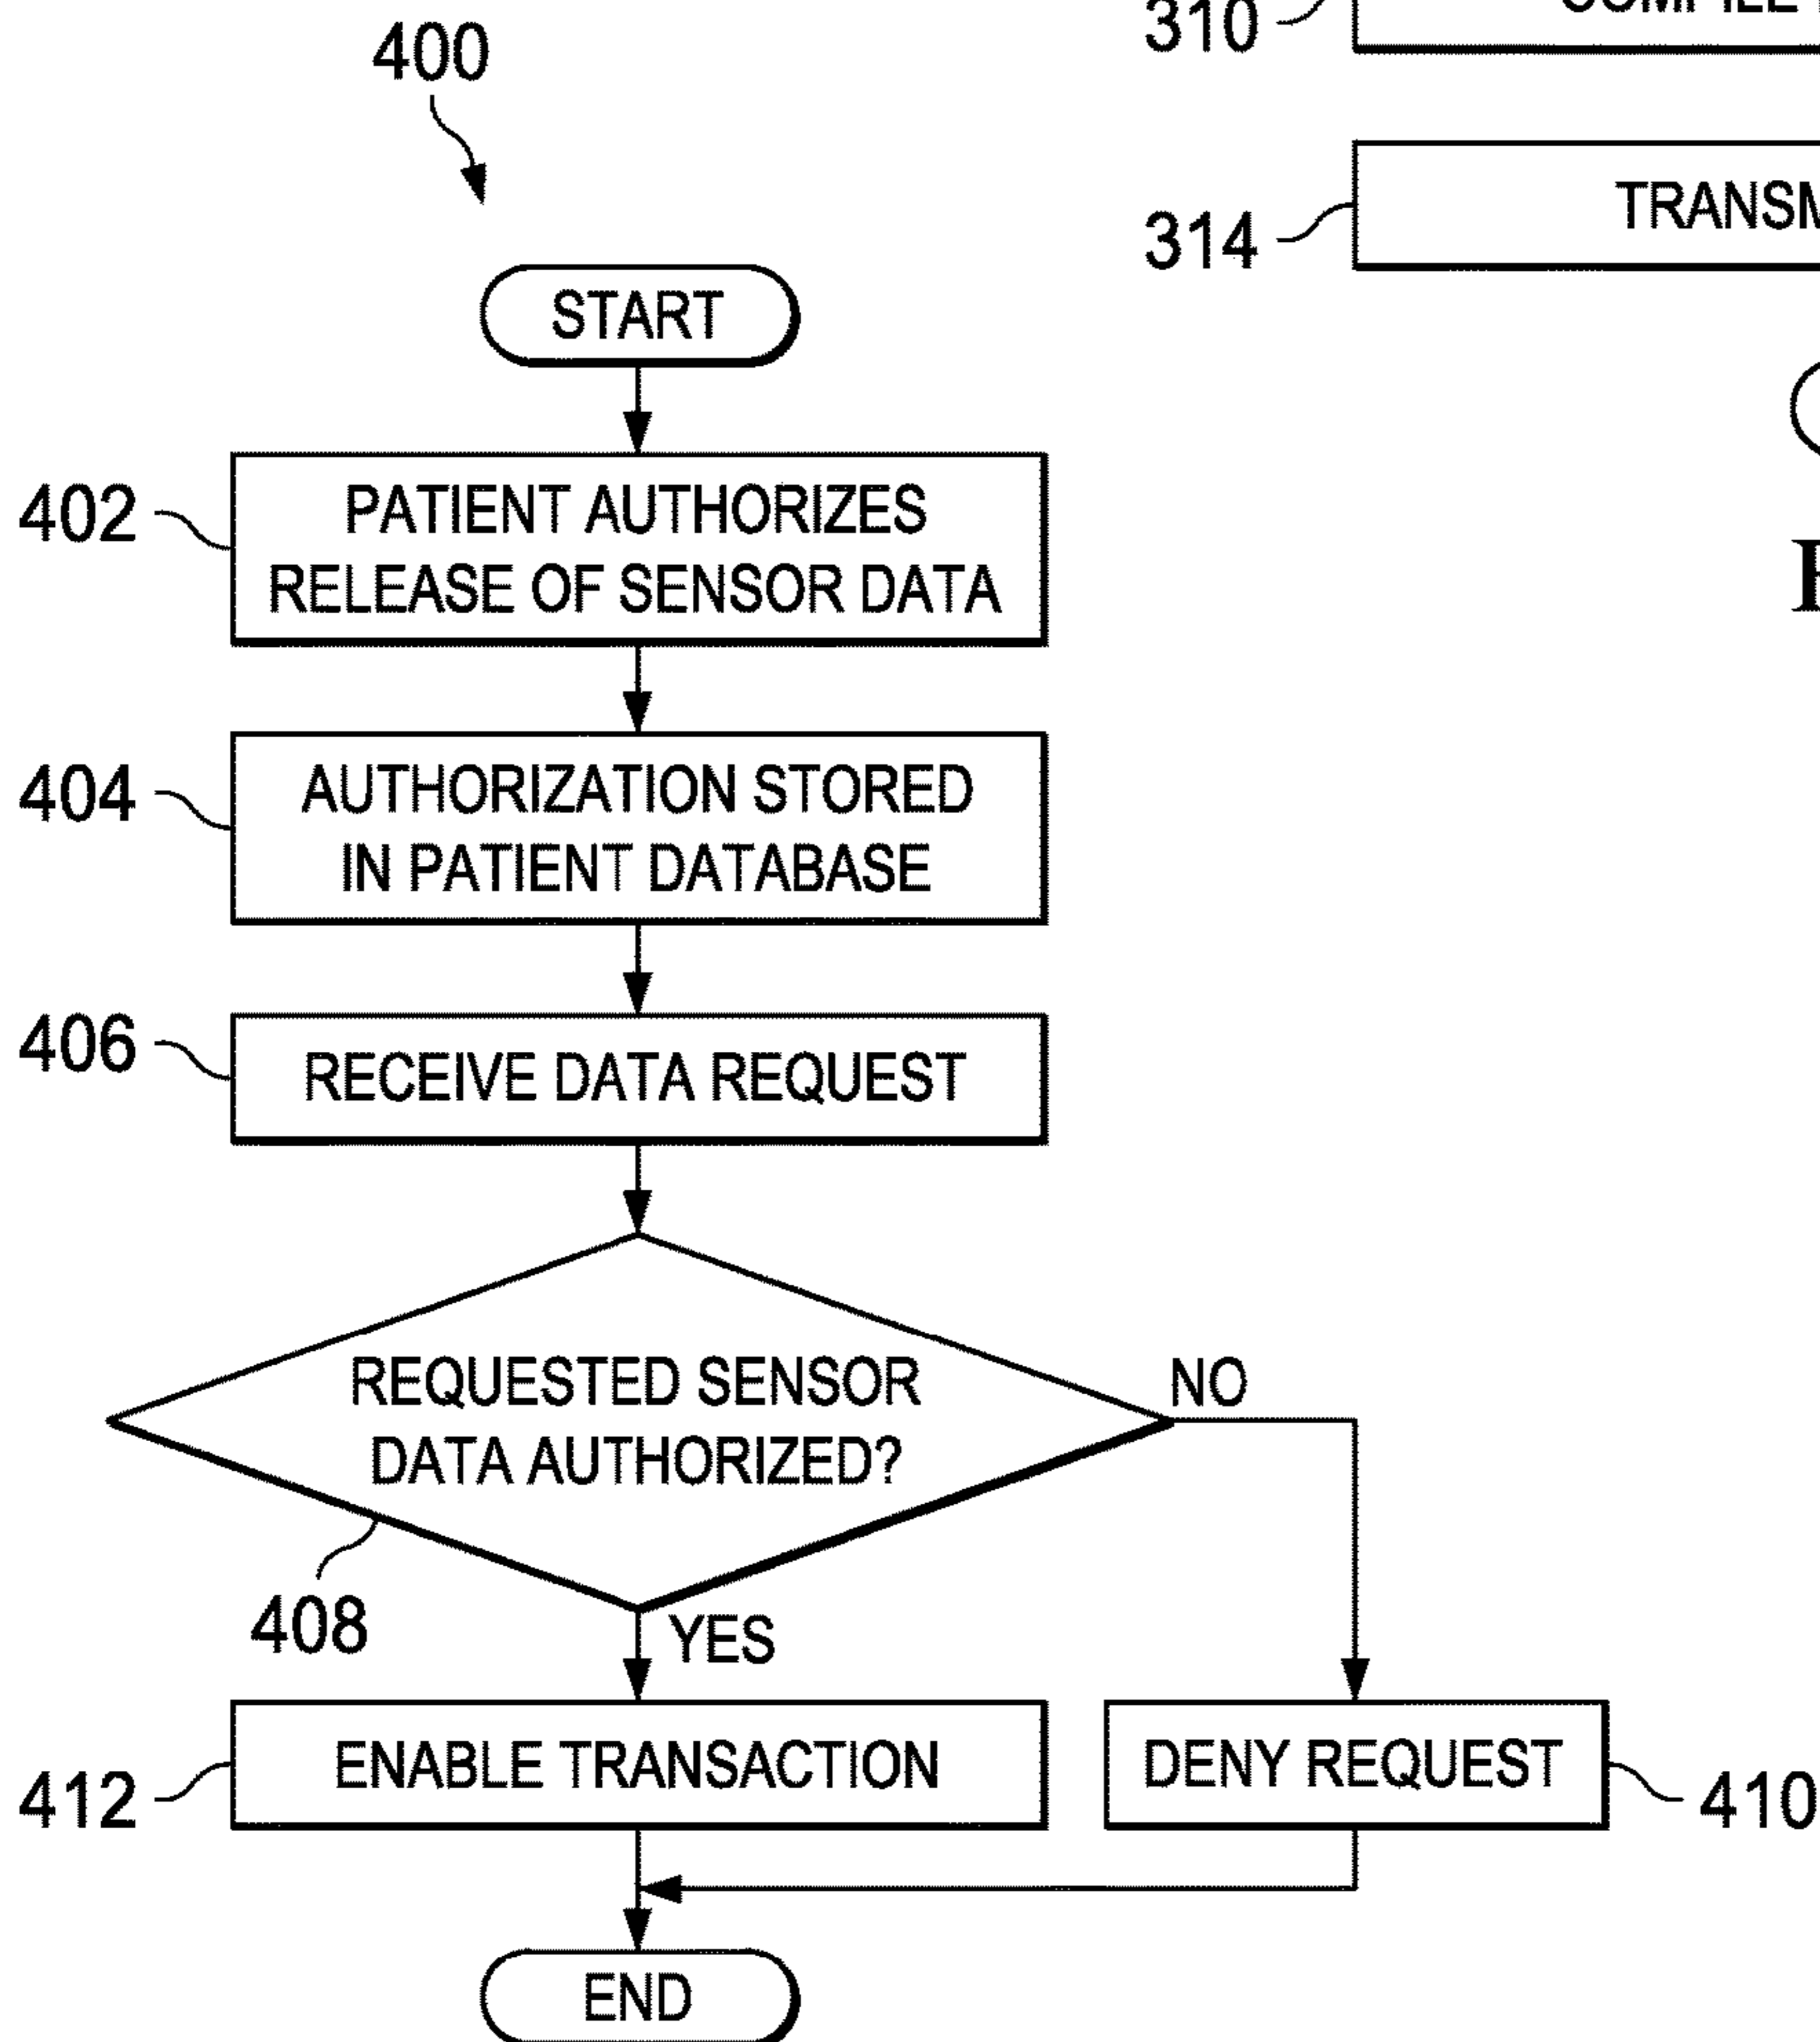 400
START
402
PATIENT AUTHORIZES
RELEASE OF SENSOR DATA
404
AUTHORIZATION STORED
IN PATIENT DATABASE
406
RECEIVE DATA REQUEST
REQUESTED SENSOR
DATA AUTHORIZED?
NO
408
YES
412
ENABLE TRANSACTION
DENY REQUEST
410
END
310
314